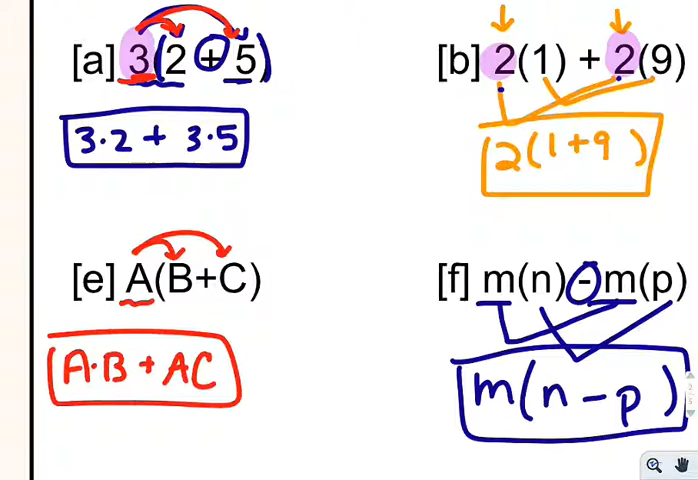 [a] 3(2 + 5)
3·2 + 3·5
[b] 2(1) + 2(9)
2(1+9)
[e] A(B+C)
A·B + AC
[f] m(n) - m(p)
m(n - p)